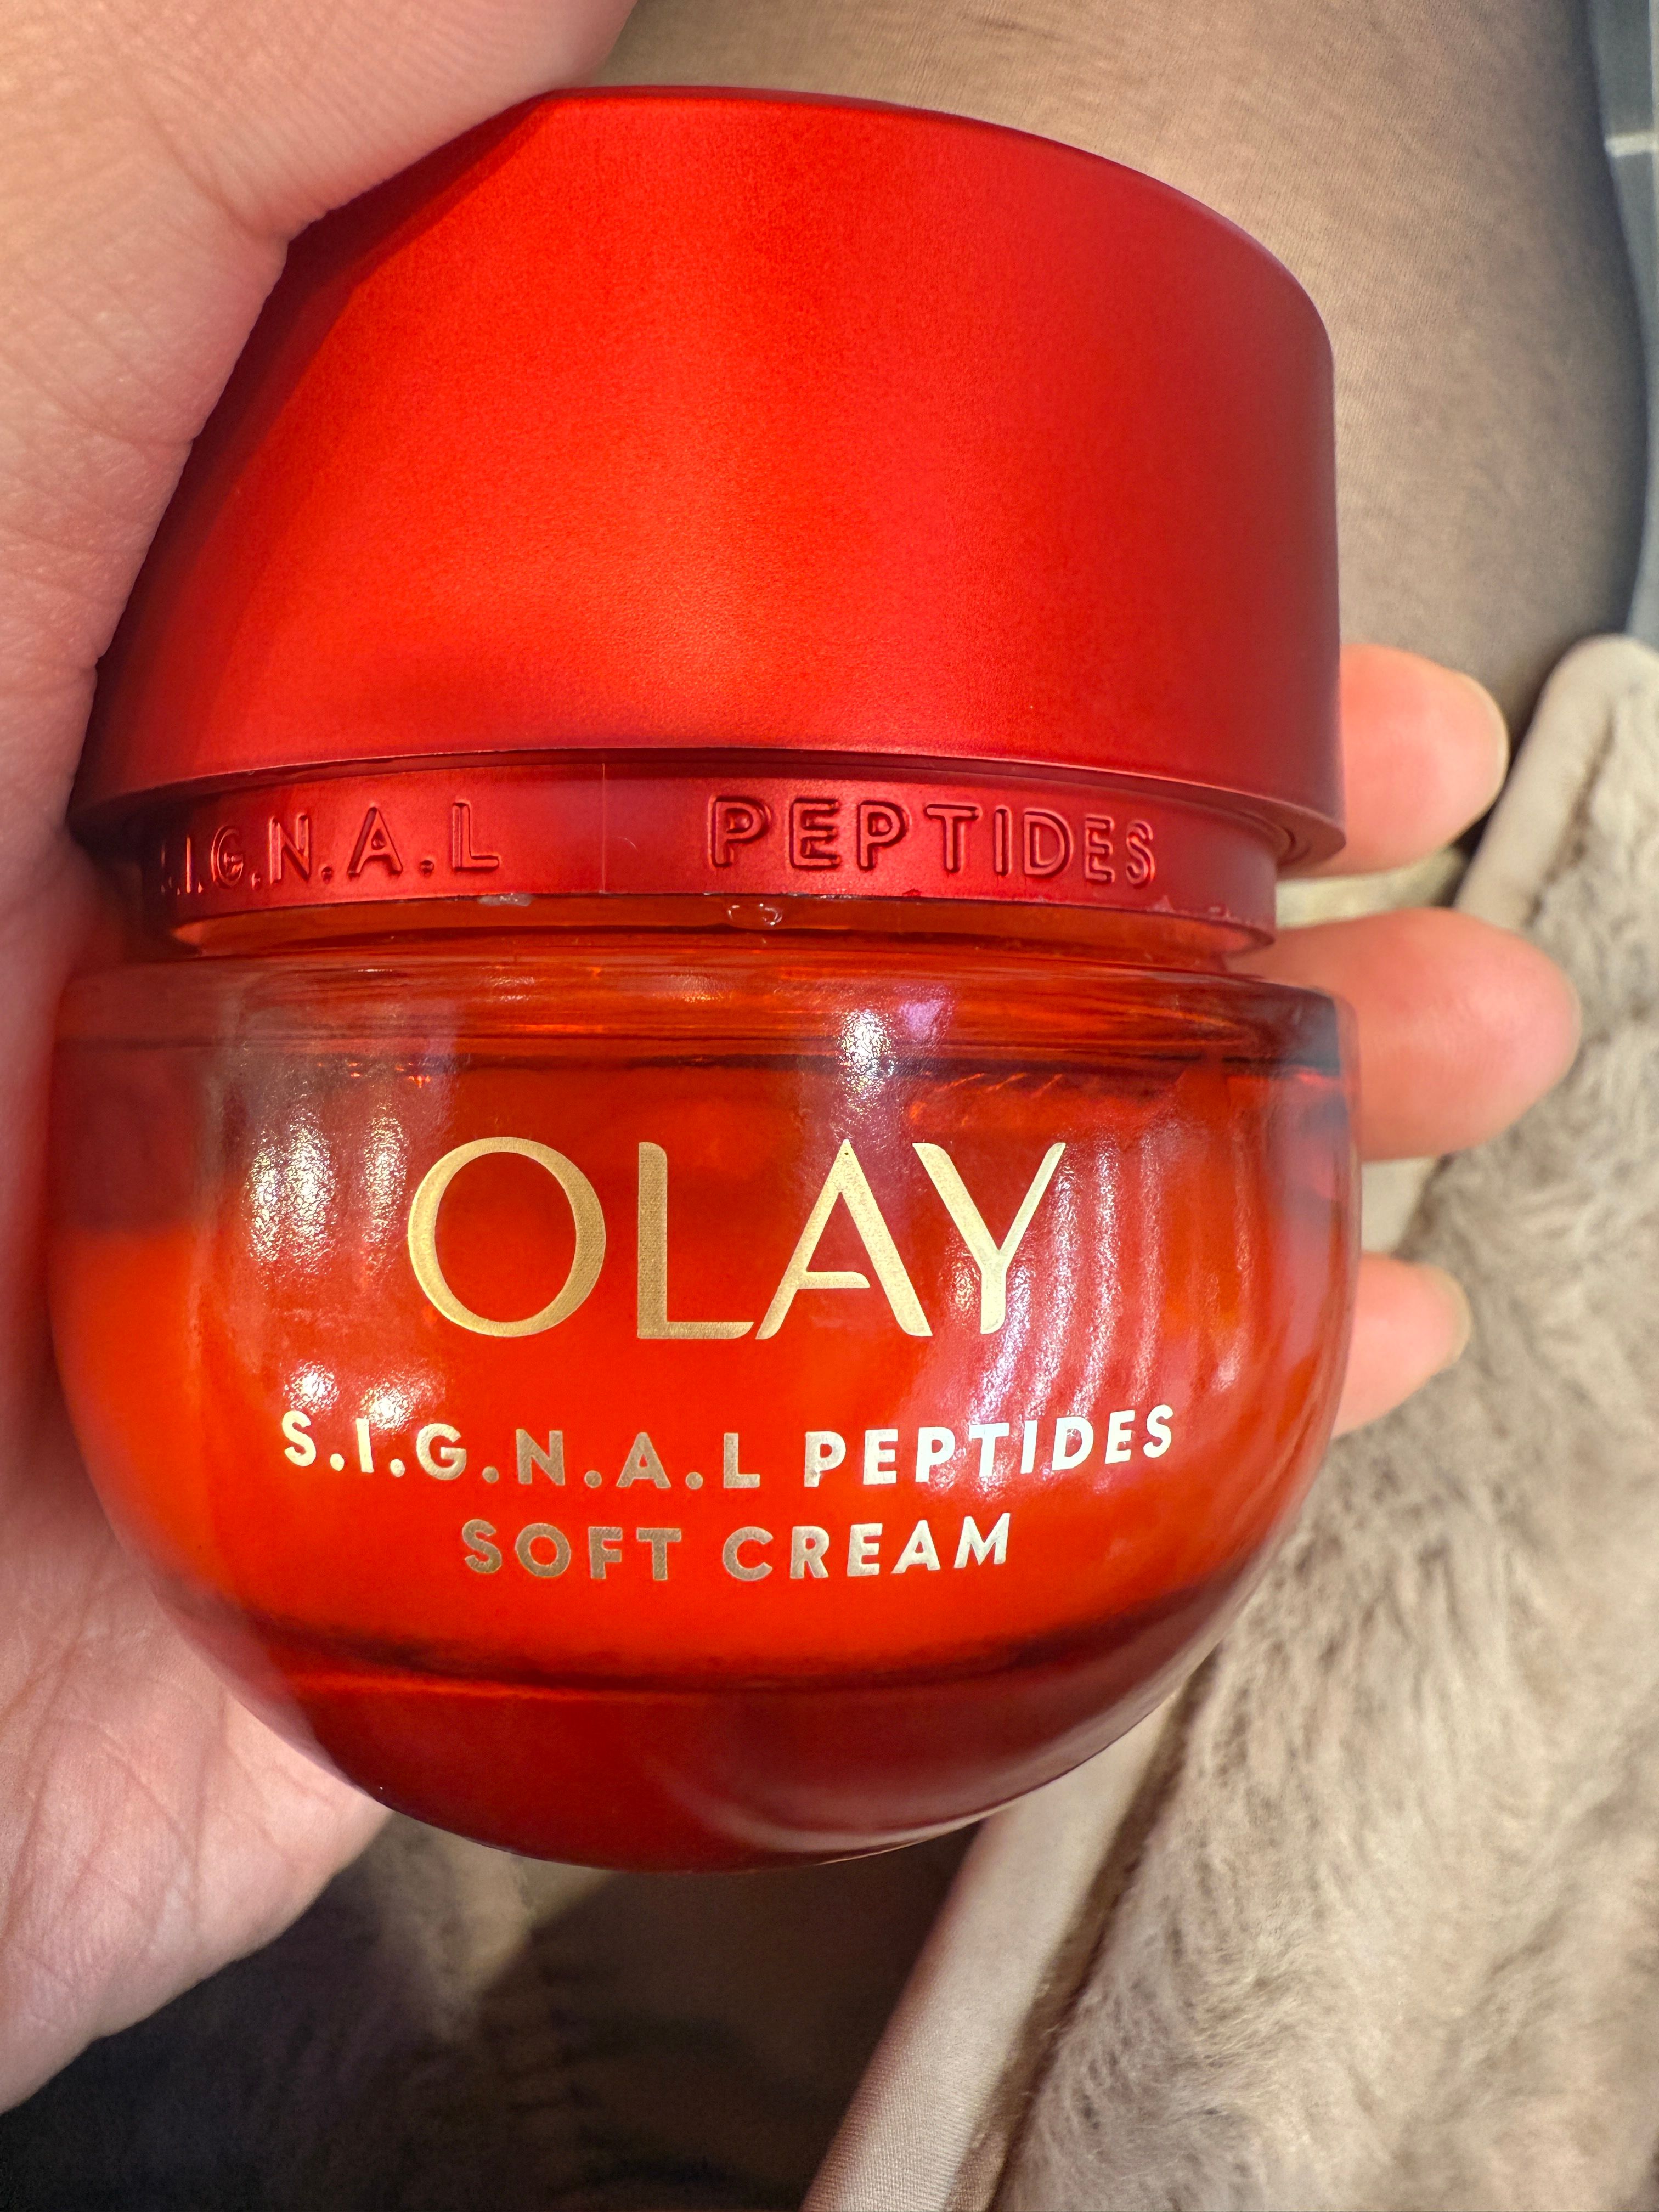 S.I.G.N.A.L PEPTIDES
OLAY
S.I.G.N.A.L PEPTIDES
SOFT CREAM